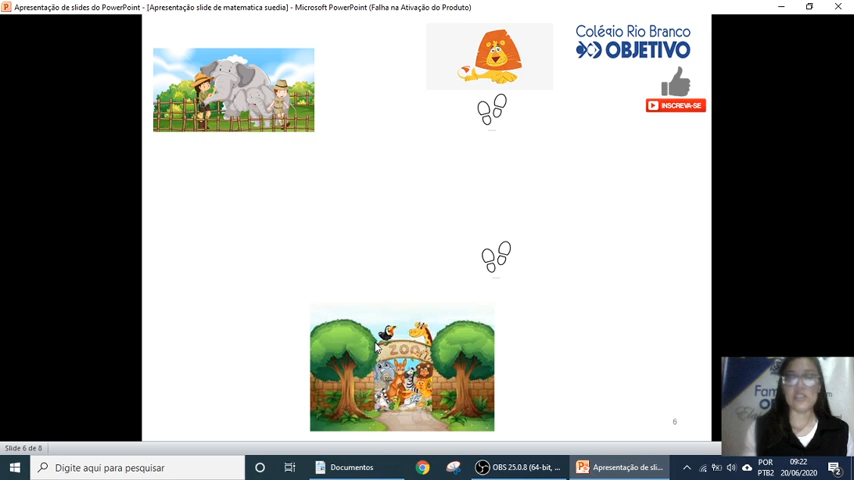 Apresentação de slides do PowerPoint - [Apresentação slide de matematica suedia] - Microsoft PowerPoint (Falha na Ativação do Produto)
Colégio Rio Branco
OBJETIVO
INSCREVA-SE
ZOO
6
Slide 6 de 8
Digite aqui para pesquisar
Documentos
OBS 25.0.8 (64-bit, ...
Apresentação de sli...
POR
PTB2
09:22
20/06/2020
2